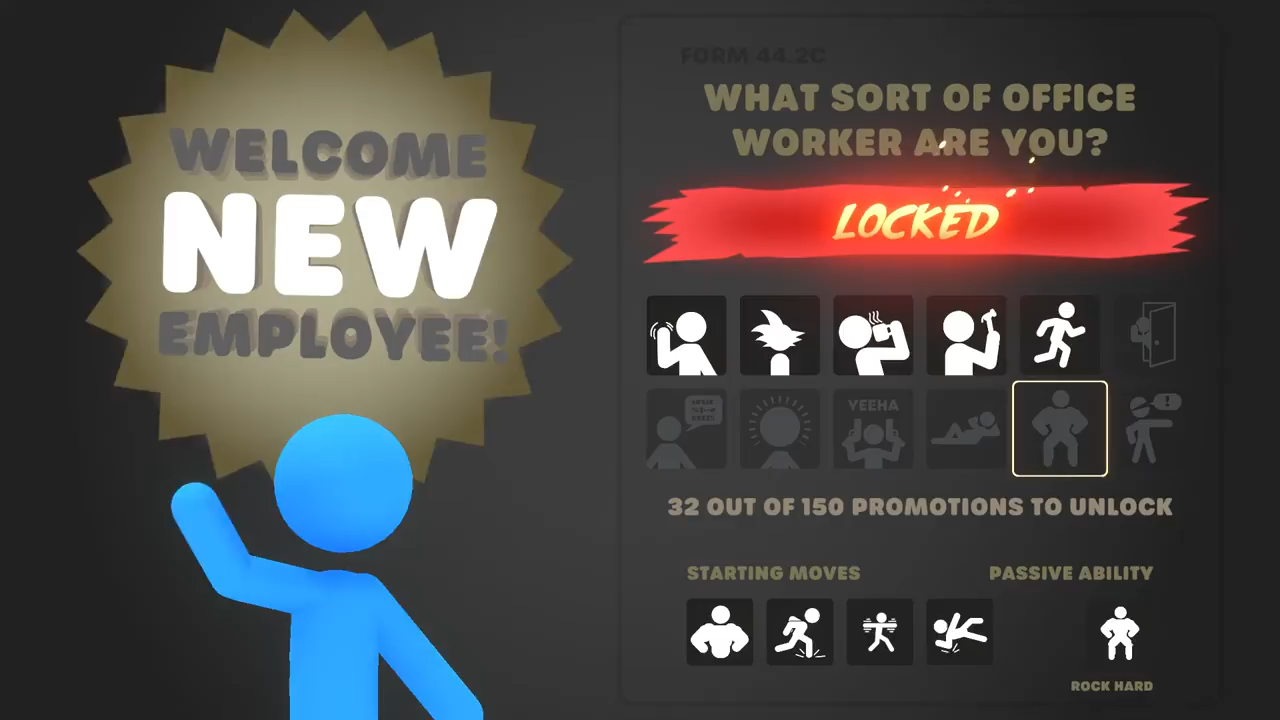 WELCOME
NEW
EMPLOYEE!
FORM 44.2C
WHAT SORT OF OFFICE
WORKER ARE YOU?
LOCKED
YEEHA
!
32 OUT OF 150 PROMOTIONS TO UNLOCK
STARTING MOVES
PASSIVE ABILITY
ROCK HARD